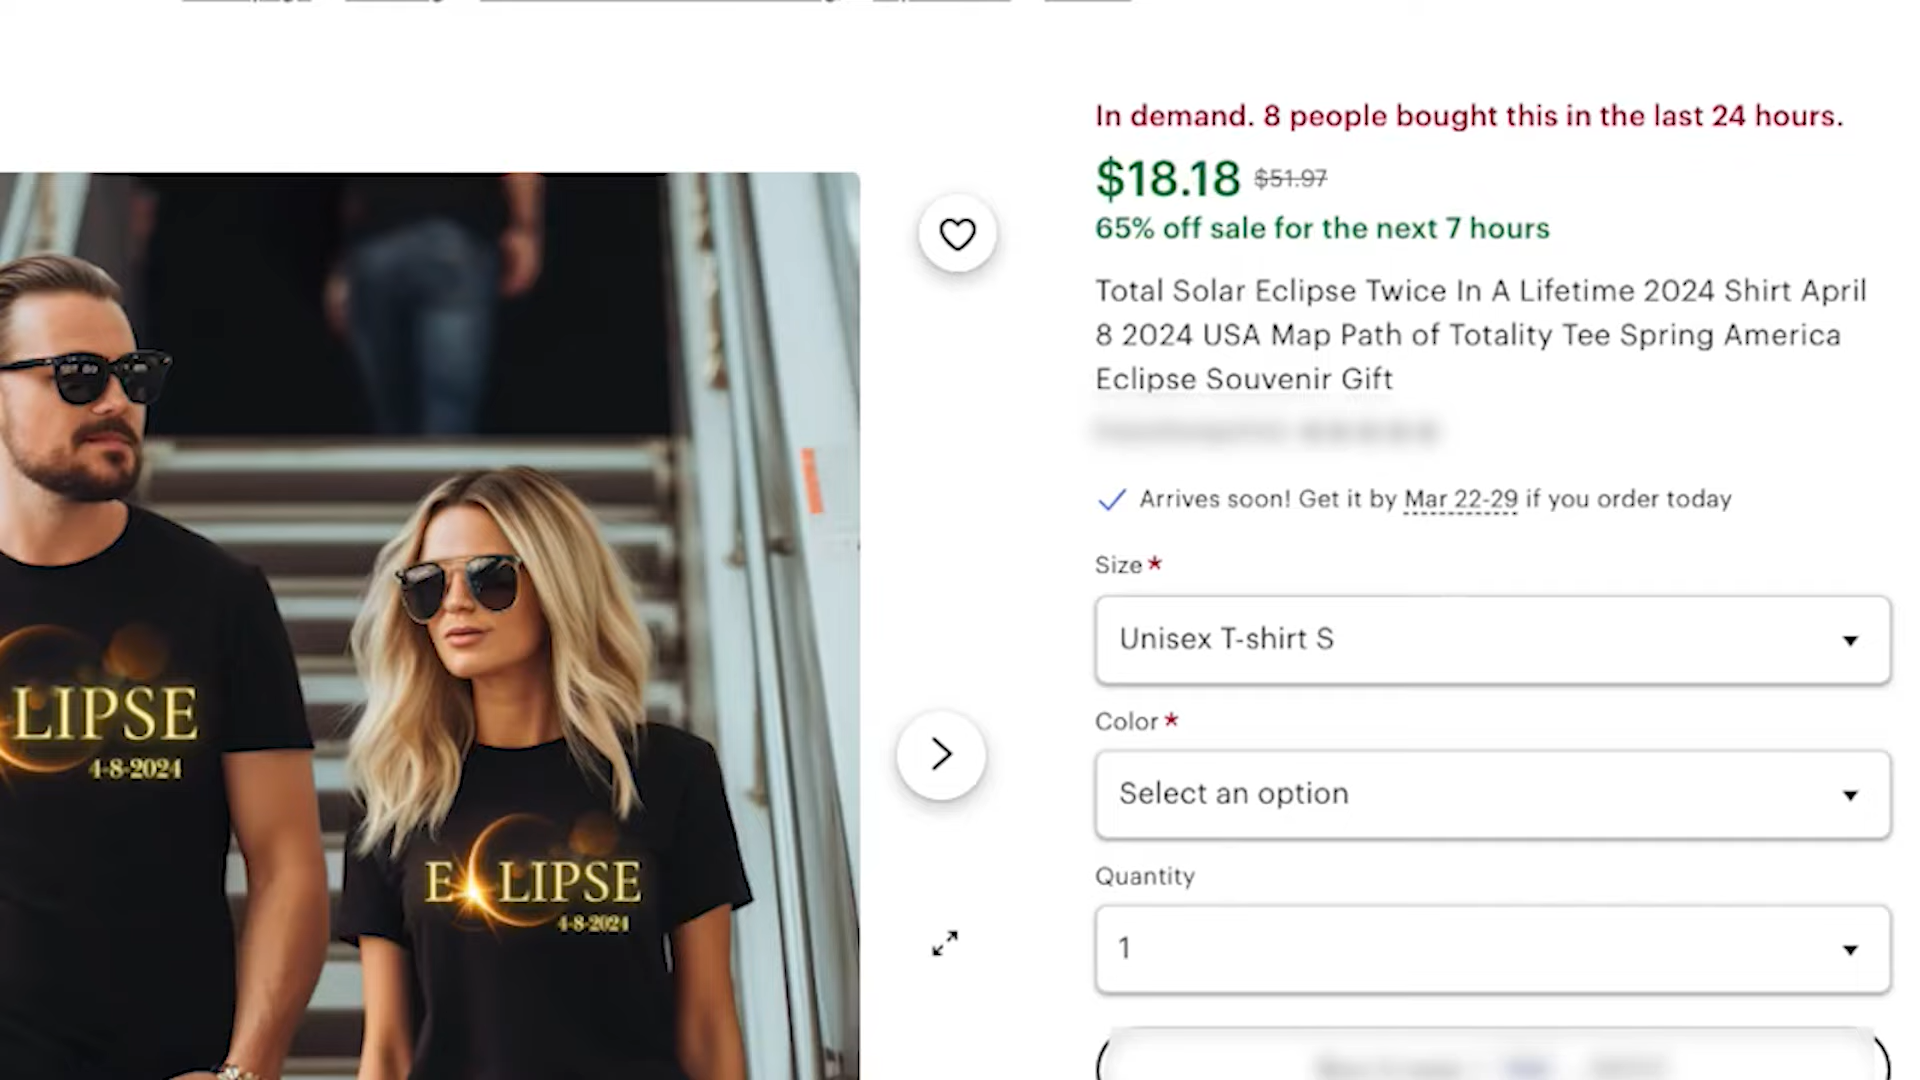 In demand. 8 people bought this in the last 24 hours.
$18.18 $51.97
65% off sale for the next 7 hours
Total Solar Eclipse Twice In A Lifetime 2024 Shirt April
8 2024 USA Map Path of Totality Tee Spring America
Eclipse Souvenir Gift
Arrives soon! Get it by Mar 22-29 if you order today
Size *
Unisex T-shirt S
Color *
Select an option
Quantity
1
LIPSE
4-8-2024
ECLIPSE
4-8-2024